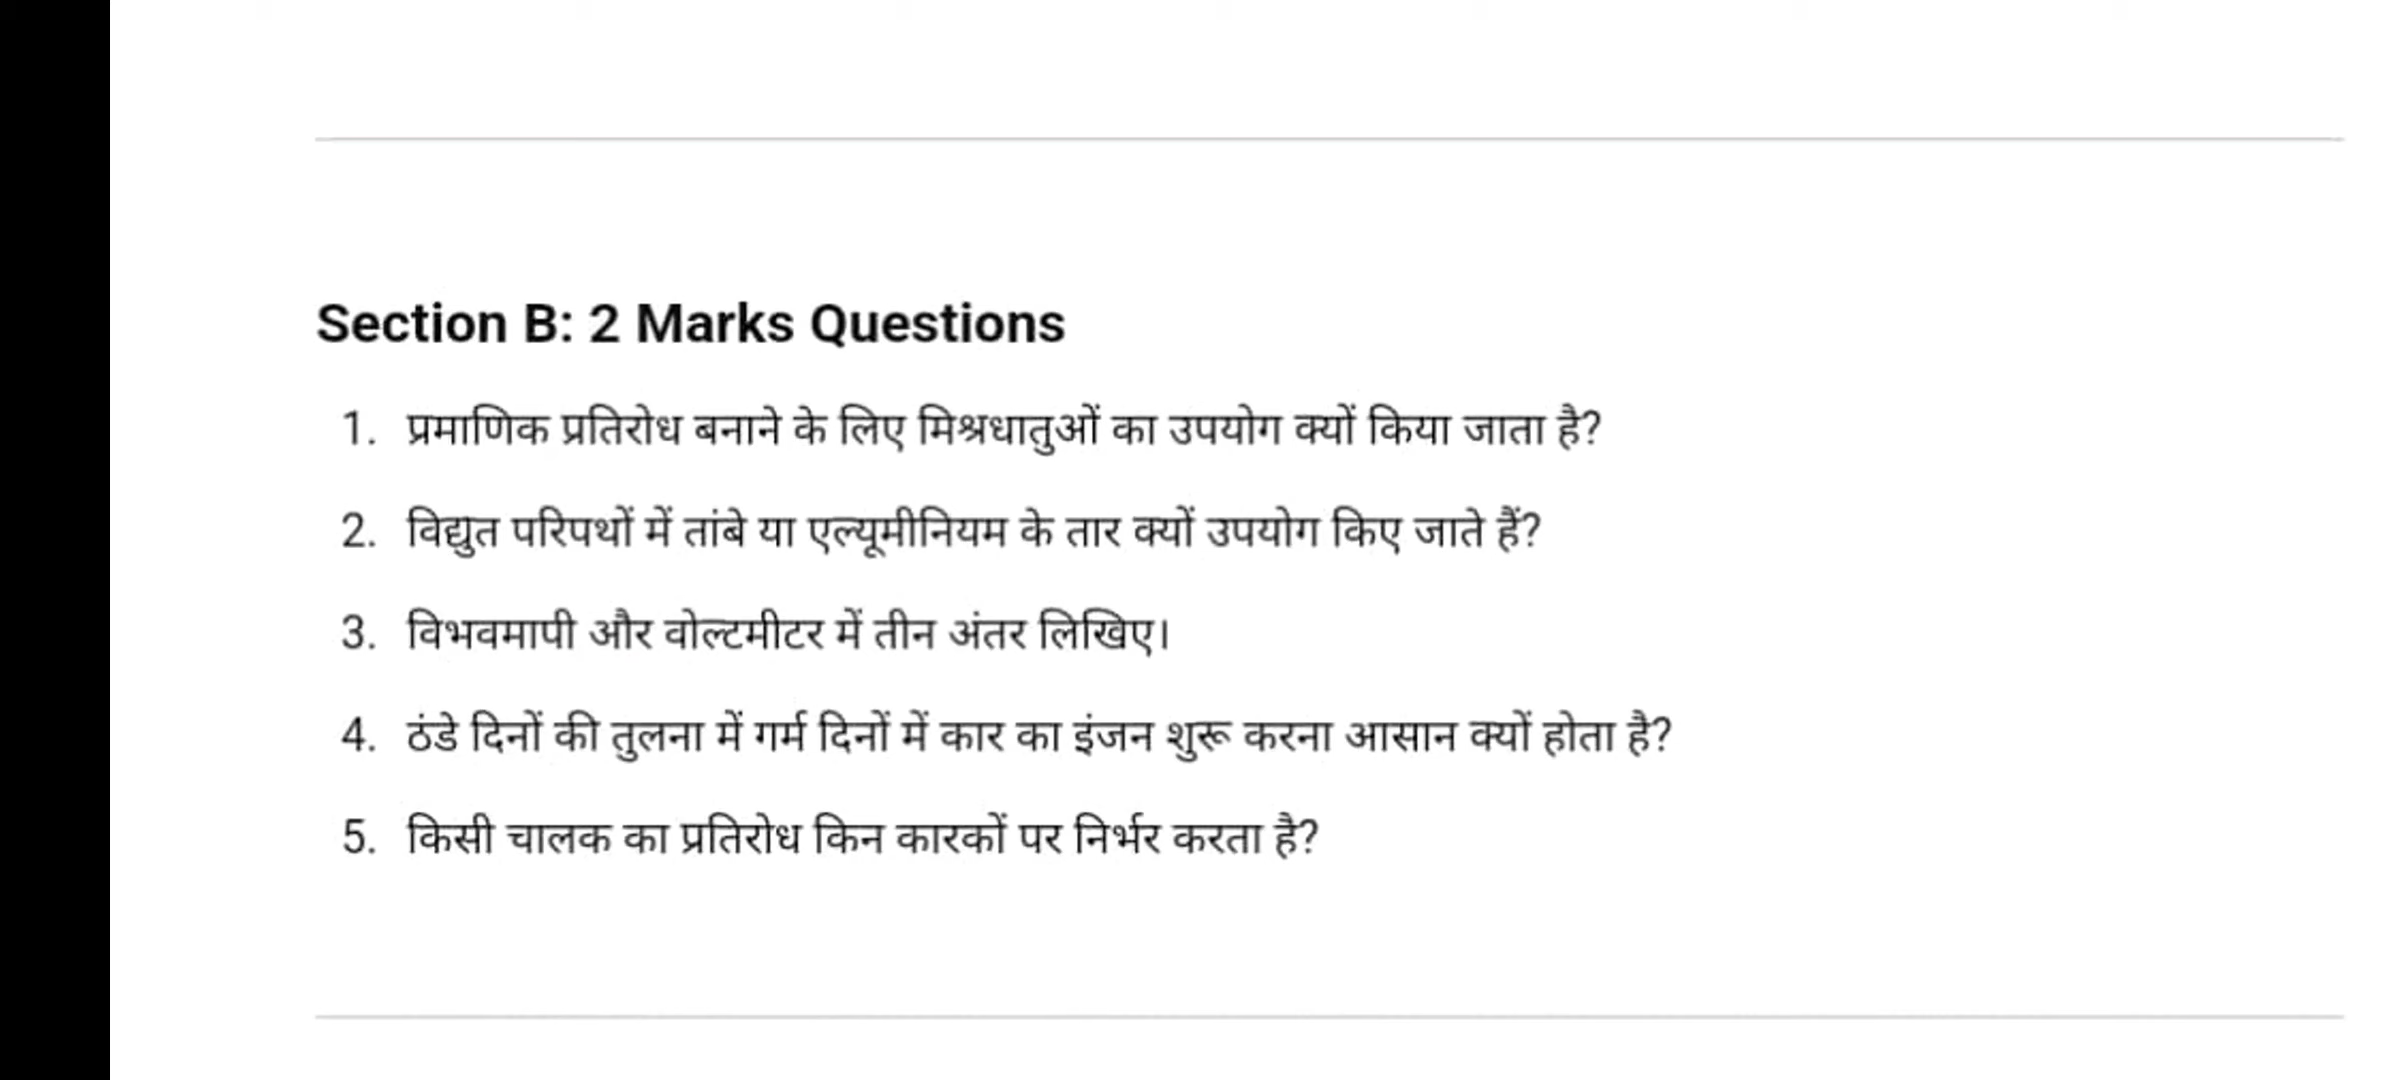 Section B: 2 Marks Questions
1. प्रमाणिक प्रतिरोध बनाने के लिए मिश्रधातुओं का उपयोग क्यों किया जाता है?
2. विद्युत परिपथों में तांबे या एल्यूमीनियम के तार क्यों उपयोग किए जाते हैं?
3. विभवमापी और वोल्टमीटर में तीन अंतर लिखिए।
4. ठंडे दिनों की तुलना में गर्म दिनों में कार का इंजन शुरू करना आसान क्यों होता है?
5. किसी चालक का प्रतिरोध किन कारकों पर निर्भर करता है?